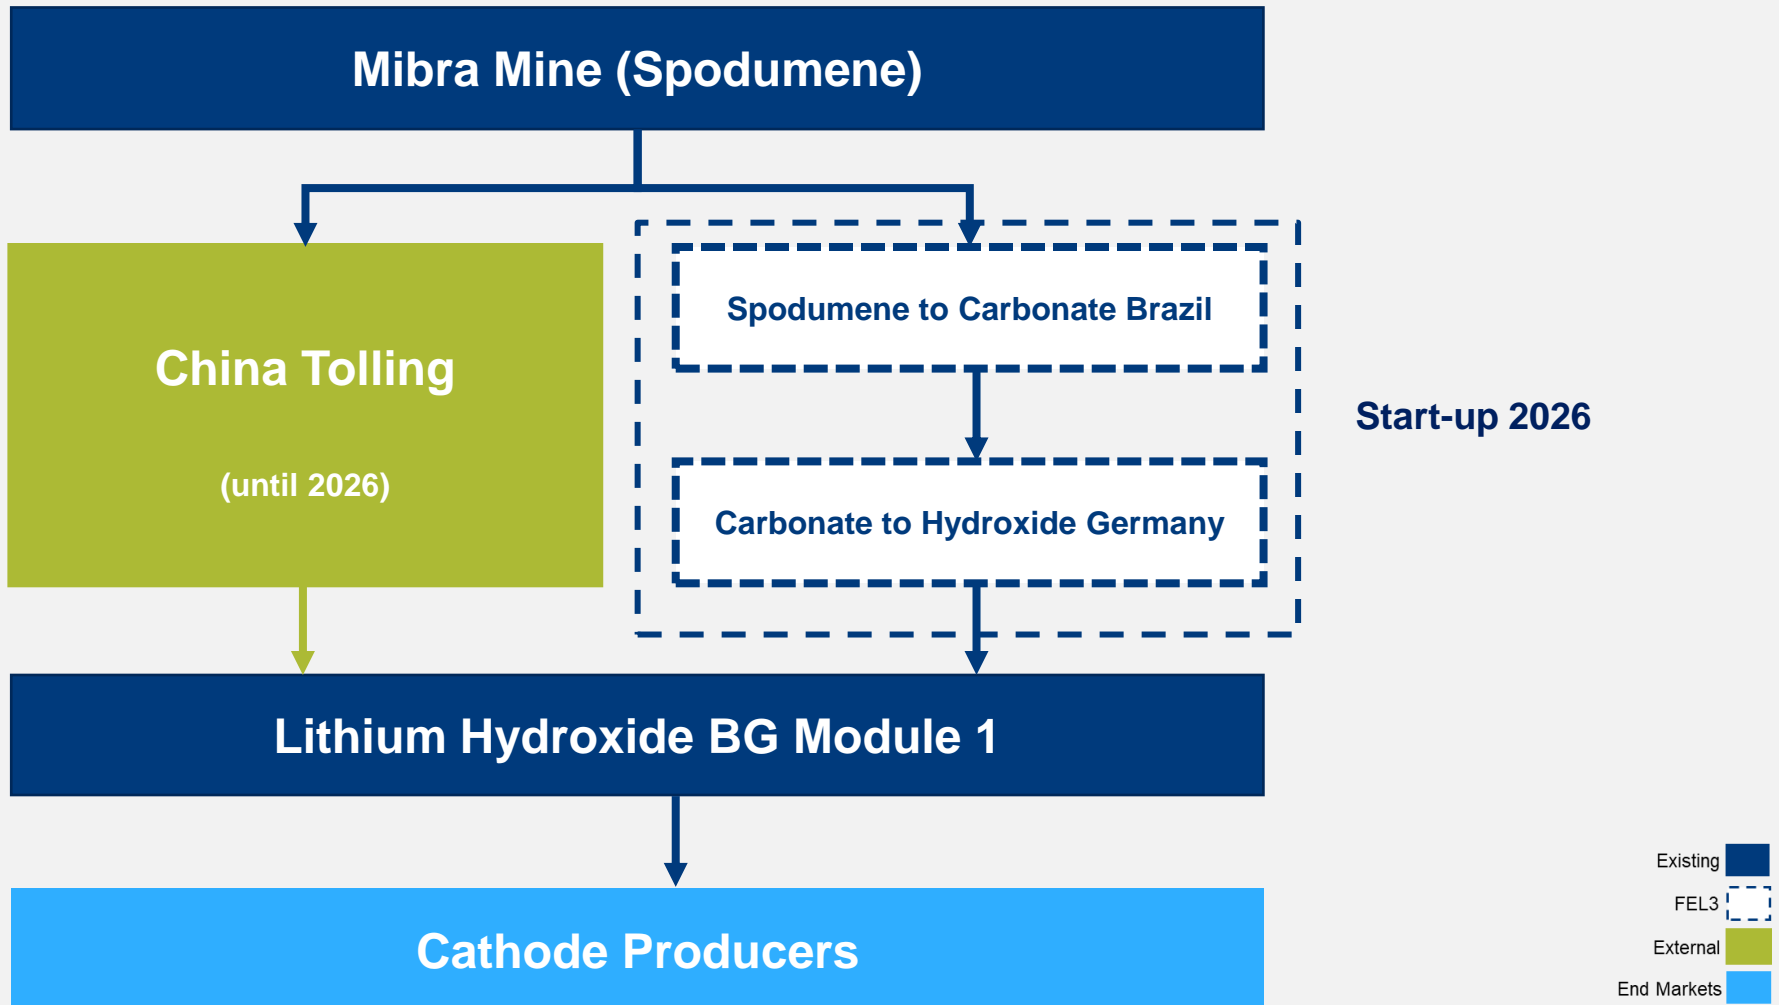 Mibra Mine (Spodumene)
China Tolling
(until 2026)
Spodumene to Carbonate Brazil
Carbonate to Hydroxide Germany
Start-up 2026
Lithium Hydroxide BG Module 1
Cathode Producers
Existing
FEL3
External
End Markets